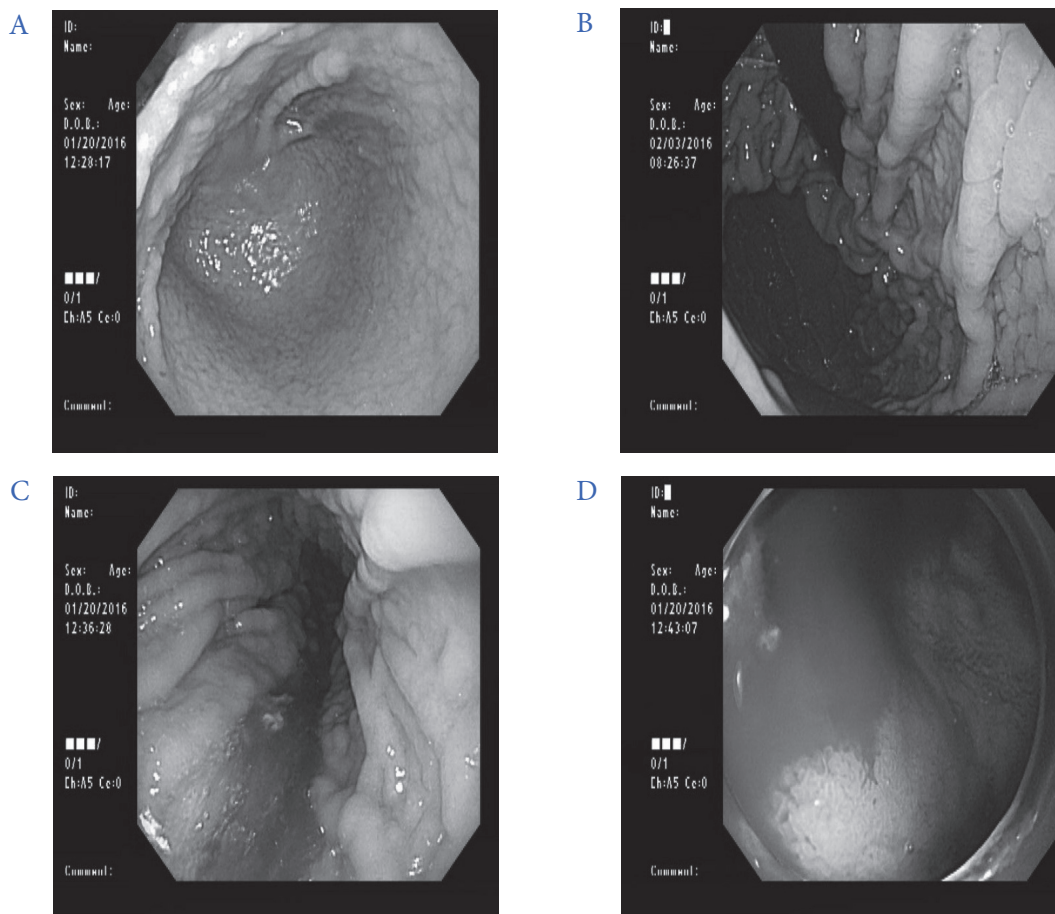 A
ID:
Name:
Sex: Age:
D.O.B.:
01/20/2016
12:28:17
■■■/
0/1
Eh:A5 Ce:0
Comment:
B
ID:
Name:
Sex: Age:
D.O.B.:
02/03/2016
08:26:37
■■■/
0/1
Eh:A5 Ce:0
Comment:
C
ID:
Name:
Sex: Age:
D.O.B.:
01/20/2016
12:36:28
■■■/
0/1
Eh:A5 Ce:0
Comment:
D
ID:
Name:
Sex: Age:
D.O.B.:
01/20/2016
12:43:07
■■■/
0/1
Eh:A5 Ce:0
Comment: